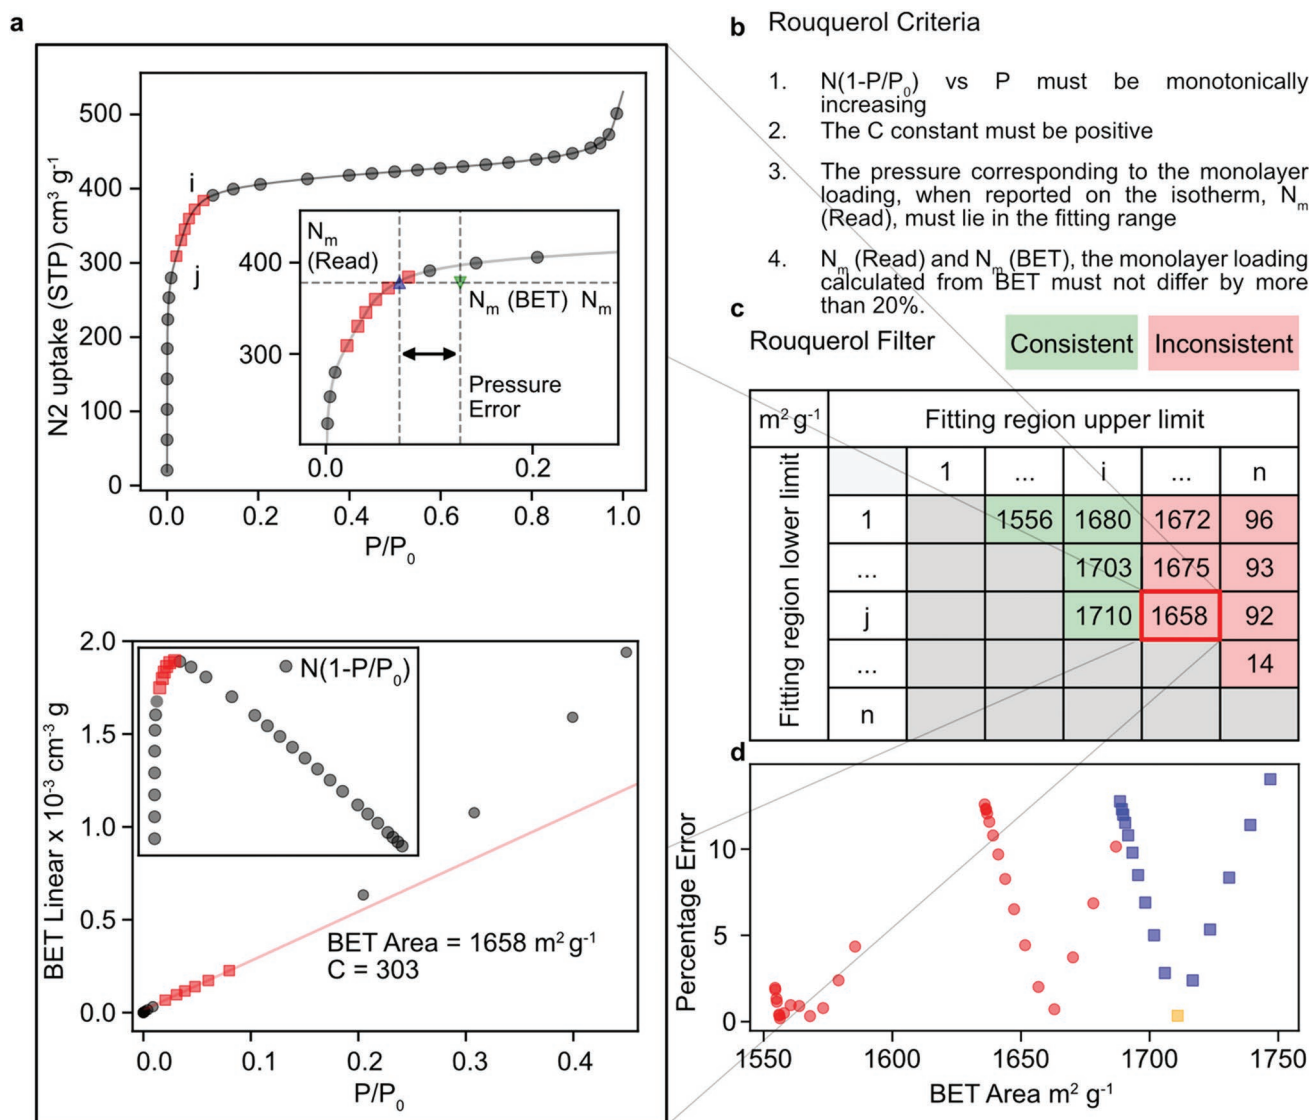 a
500
400
300
200
100
0
N2 uptake (STP) cm³ g⁻¹
i
j
0.0 0.2 0.4 0.6 0.8 1.0
P/P₀
400
300
Nₘ
(Read)
Nₘ (BET) Nₘ
Pressure
Error
0.0 0.2
2.0
1.5
1.0
0.5
0.0
BET Linear x 10⁻³ cm⁻³ g
N(1-P/P₀)
BET Area = 1658 m² g⁻¹
C = 303
0.0 0.1 0.2 0.3 0.4
P/P₀
b Rouquerol Criteria
1. N(1-P/P₀) vs P must be monotonically
increasing
2. The C constant must be positive
3. The pressure corresponding to the monolayer
loading, when reported on the isotherm, Nₘ
(Read), must lie in the fitting range
4. Nₘ (Read) and Nₘ (BET), the monolayer loading
calculated from BET must not differ by more
than 20%.
c
Rouquerol Filter Consistent Inconsistent
m² g⁻¹ Fitting region upper limit
Fitting region lower limit
1 ... i ... n
1 1556 1680 1672 96
... 1703 1675 93
j 1710 1658 92
... 14
n
d
10
5
0
Percentage Error
1550 1600 1650 1700 1750
BET Area m² g⁻¹